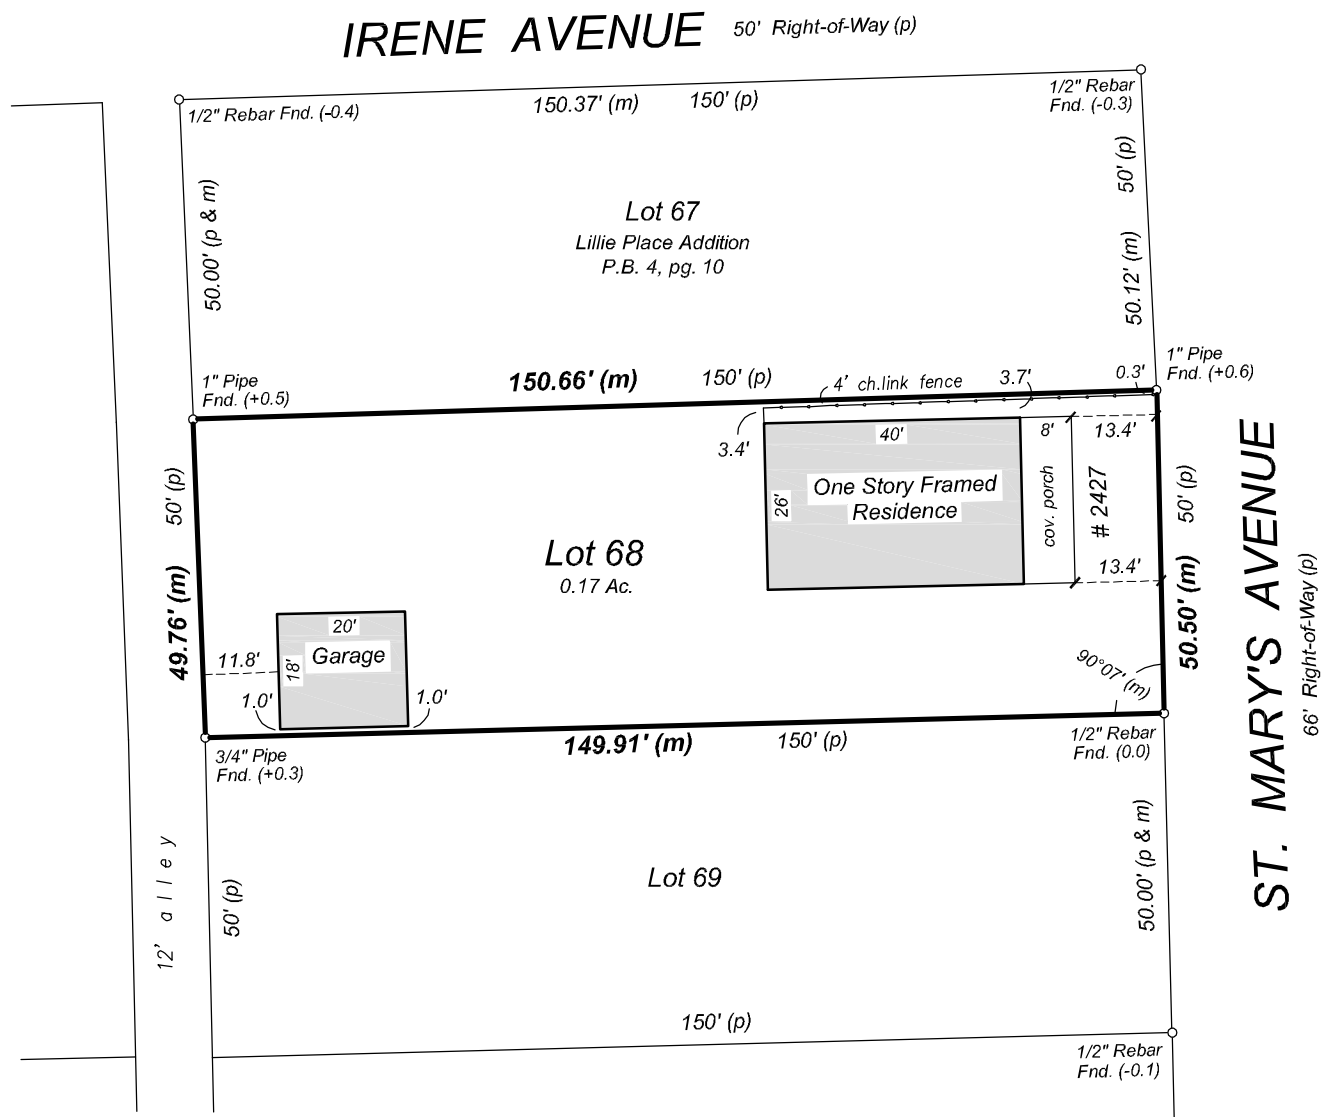 IRENE AVENUE 50' Right-of-Way (p)
1/2" Rebar Fnd. (-0.4)
150.37' (m) 150' (p)
1/2" Rebar
Fnd. (-0.3)
50.00' (p & m)
50' (p)
50.12' (m)
Lot 67
Lillie Place Addition
P.B. 4, pg. 10
1" Pipe
Fnd. (+0.5)
150.66' (m) 150' (p)
4' ch.link fence
3.7'
0.3'
1" Pipe
Fnd. (+0.6)
3.4'
40'
8'
13.4'
26'
One Story Framed
Residence
cov. porch
# 2427
13.4'
50' (p)
49.76' (m)
Lot 68
0.17 Ac.
50' (p)
50.50' (m)
ST. MARY'S AVENUE
66' Right-of-Way (p)
20'
Garage
18'
11.8'
1.0'
1.0'
90°07' (m)
149.91' (m) 150' (p)
3/4" Pipe
Fnd. (+0.3)
1/2" Rebar
Fnd. (0.0)
12' alley
50' (p)
Lot 69
50.00' (p & m)
150' (p)
1/2" Rebar
Fnd. (-0.1)